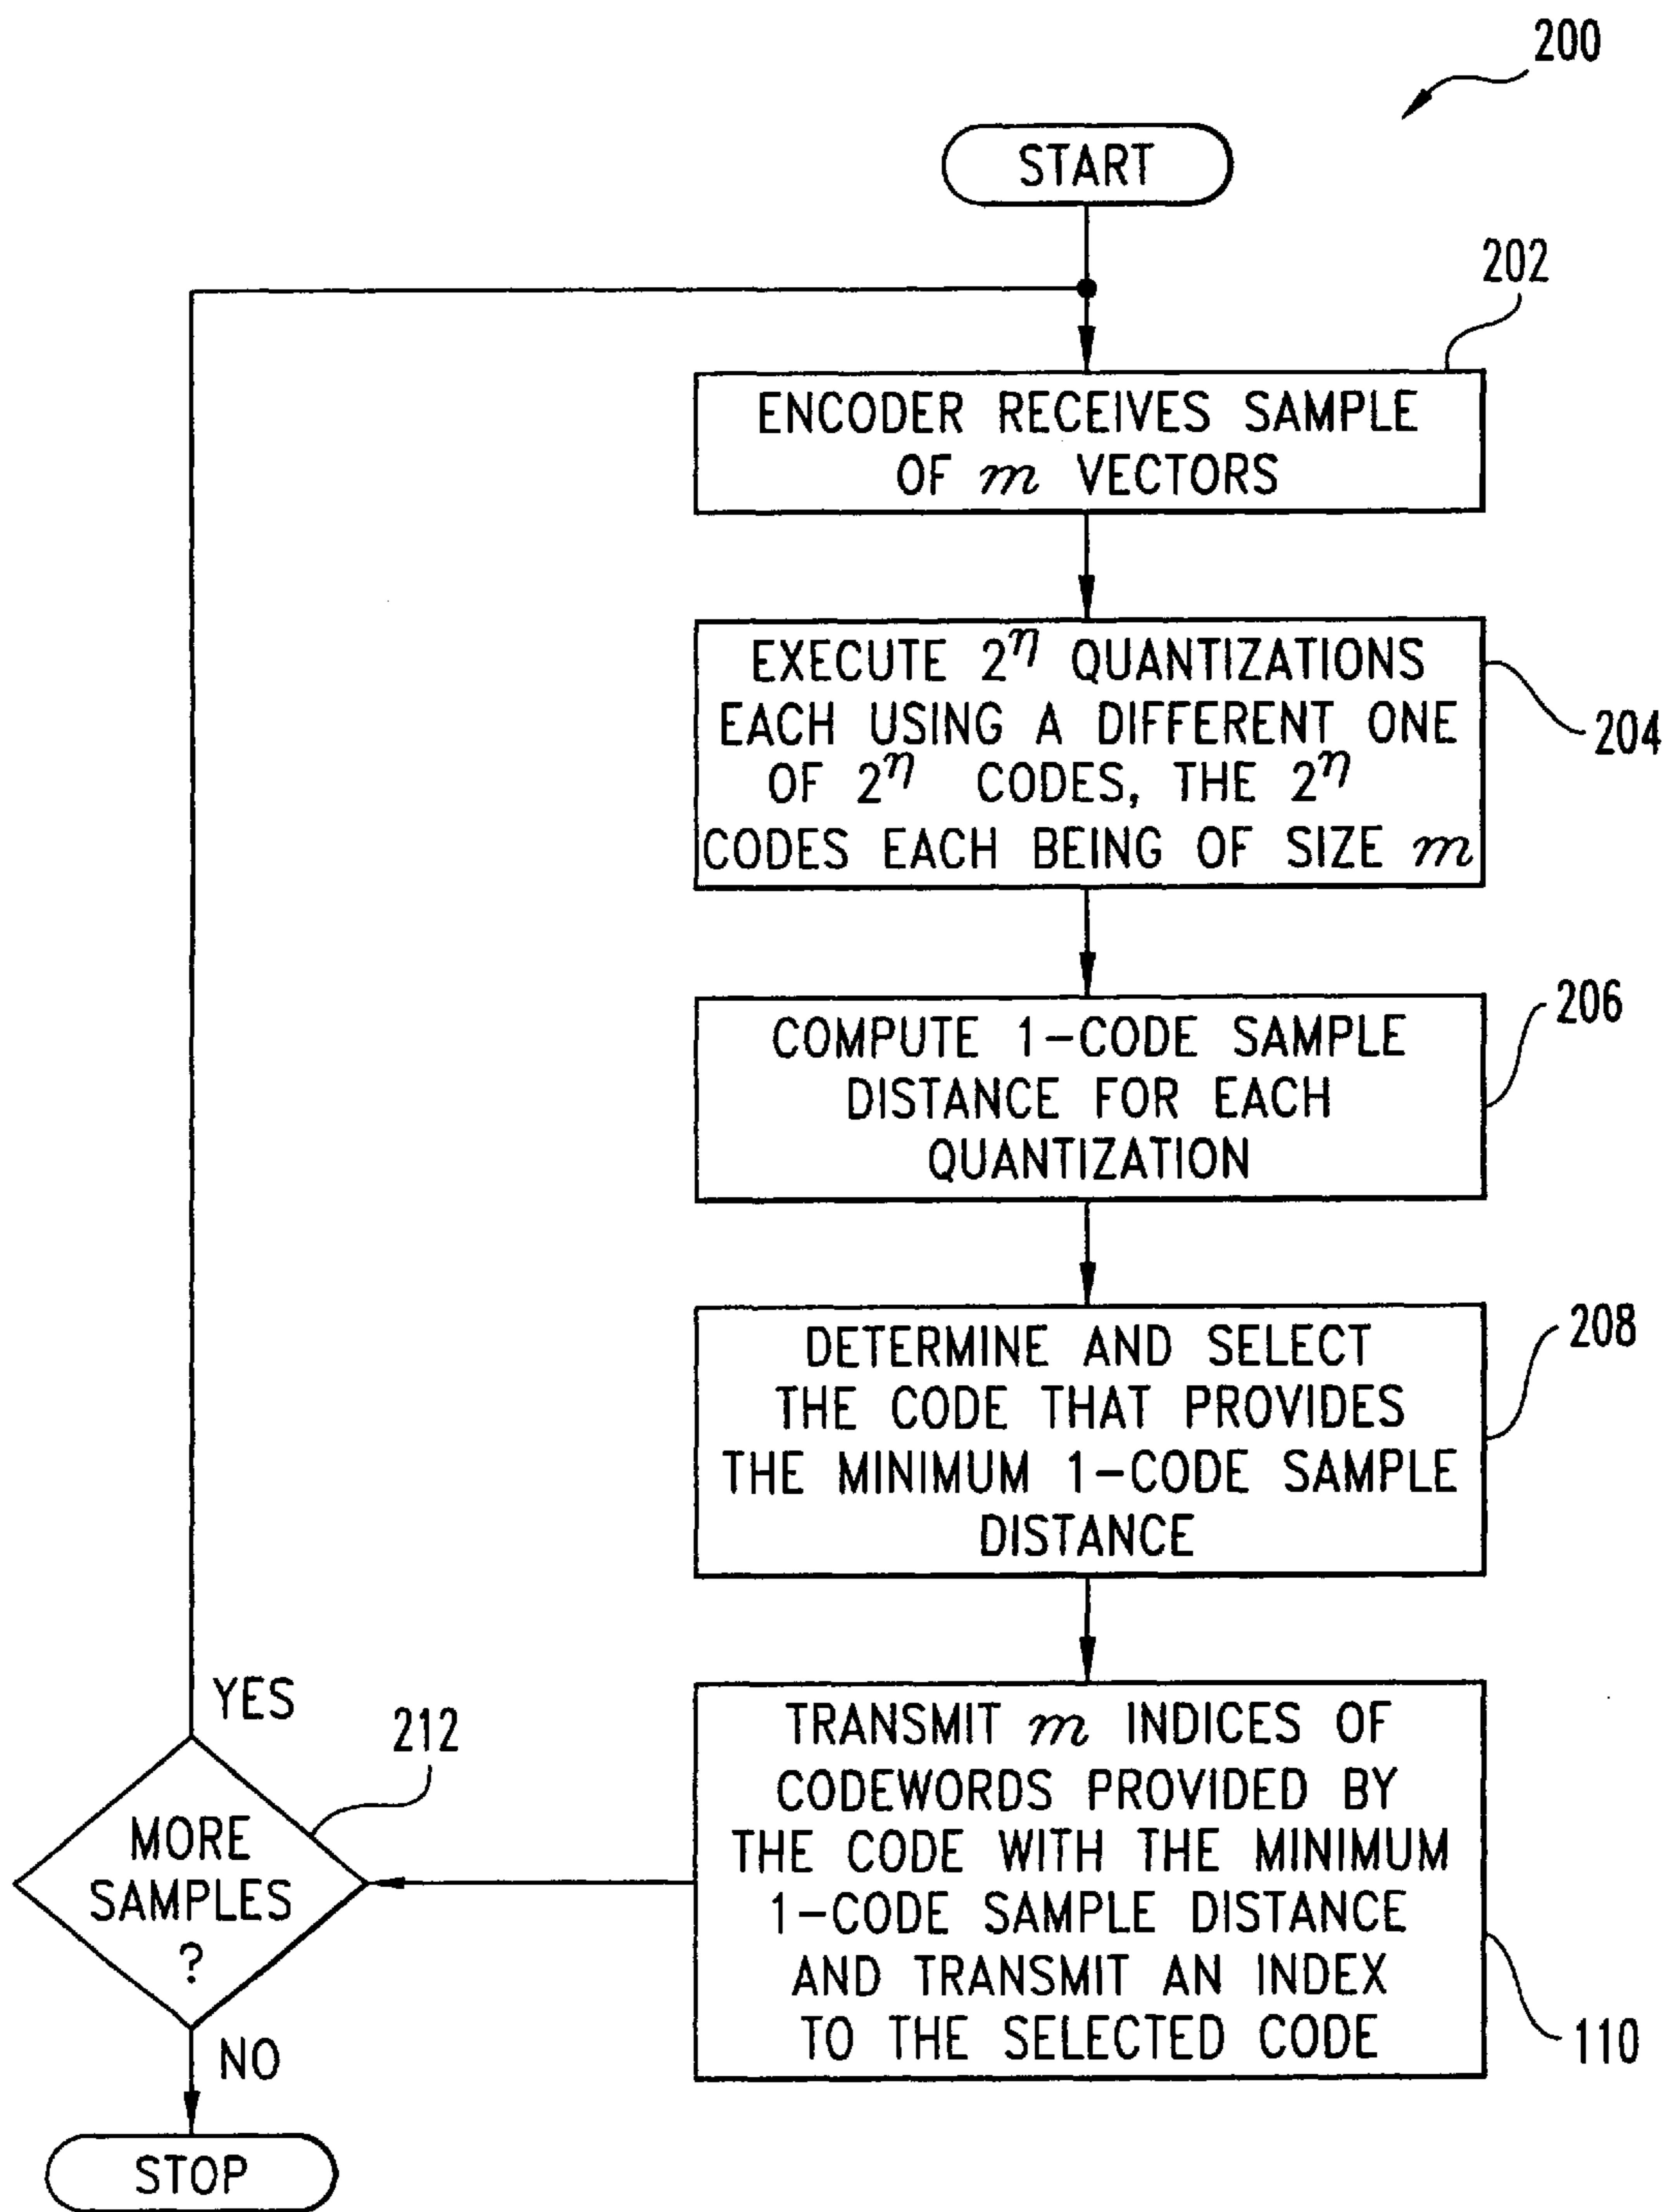 200
START
202
ENCODER RECEIVES SAMPLE
OF m VECTORS
EXECUTE 2^η QUANTIZATIONS
EACH USING A DIFFERENT ONE
OF 2^η CODES, THE 2^η
CODES EACH BEING OF SIZE m
204
COMPUTE 1-CODE SAMPLE
DISTANCE FOR EACH
QUANTIZATION
206
DETERMINE AND SELECT
THE CODE THAT PROVIDES
THE MINIMUM 1-CODE SAMPLE
DISTANCE
208
TRANSMIT m INDICES OF
CODEWORDS PROVIDED BY
THE CODE WITH THE MINIMUM
1-CODE SAMPLE DISTANCE
AND TRANSMIT AN INDEX
TO THE SELECTED CODE
110
YES
212
MORE
SAMPLES
?
NO
STOP